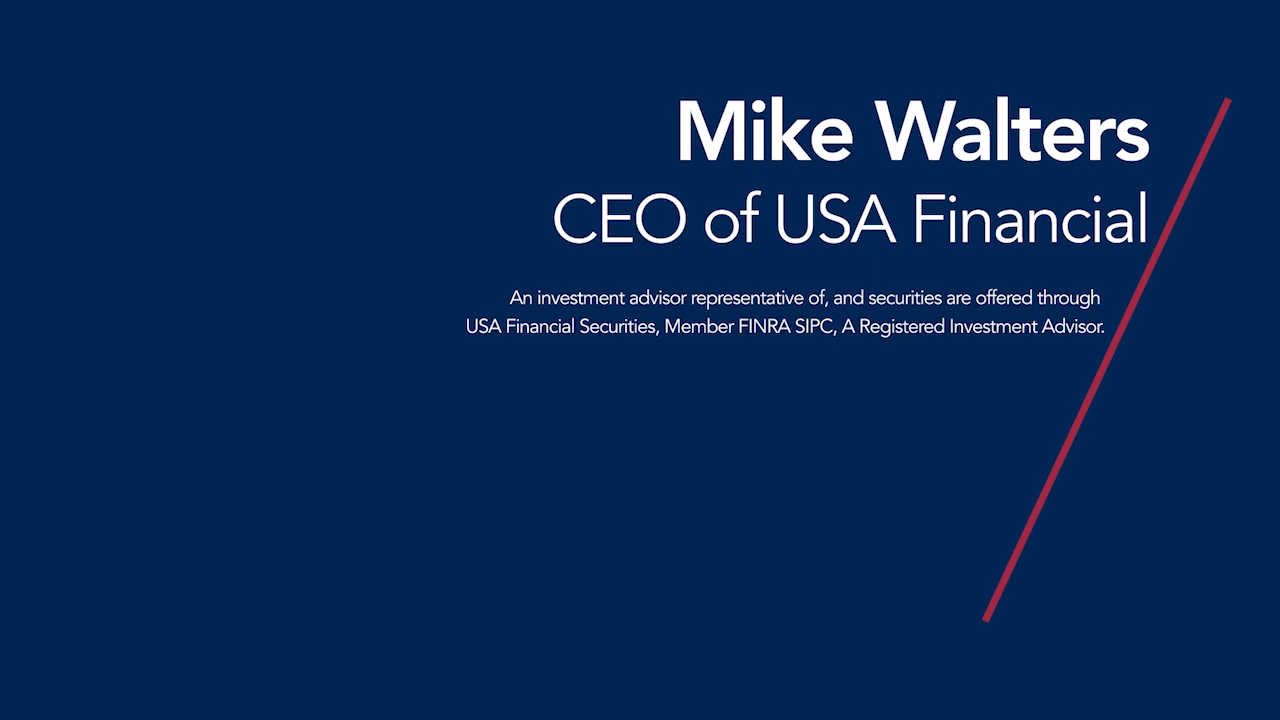 Mike Walters
CEO of USA Financial
An investment advisor representative of, and securities are offered through
USA Financial Securities, Member FINRA SIPC, A Registered Investment Advisor.